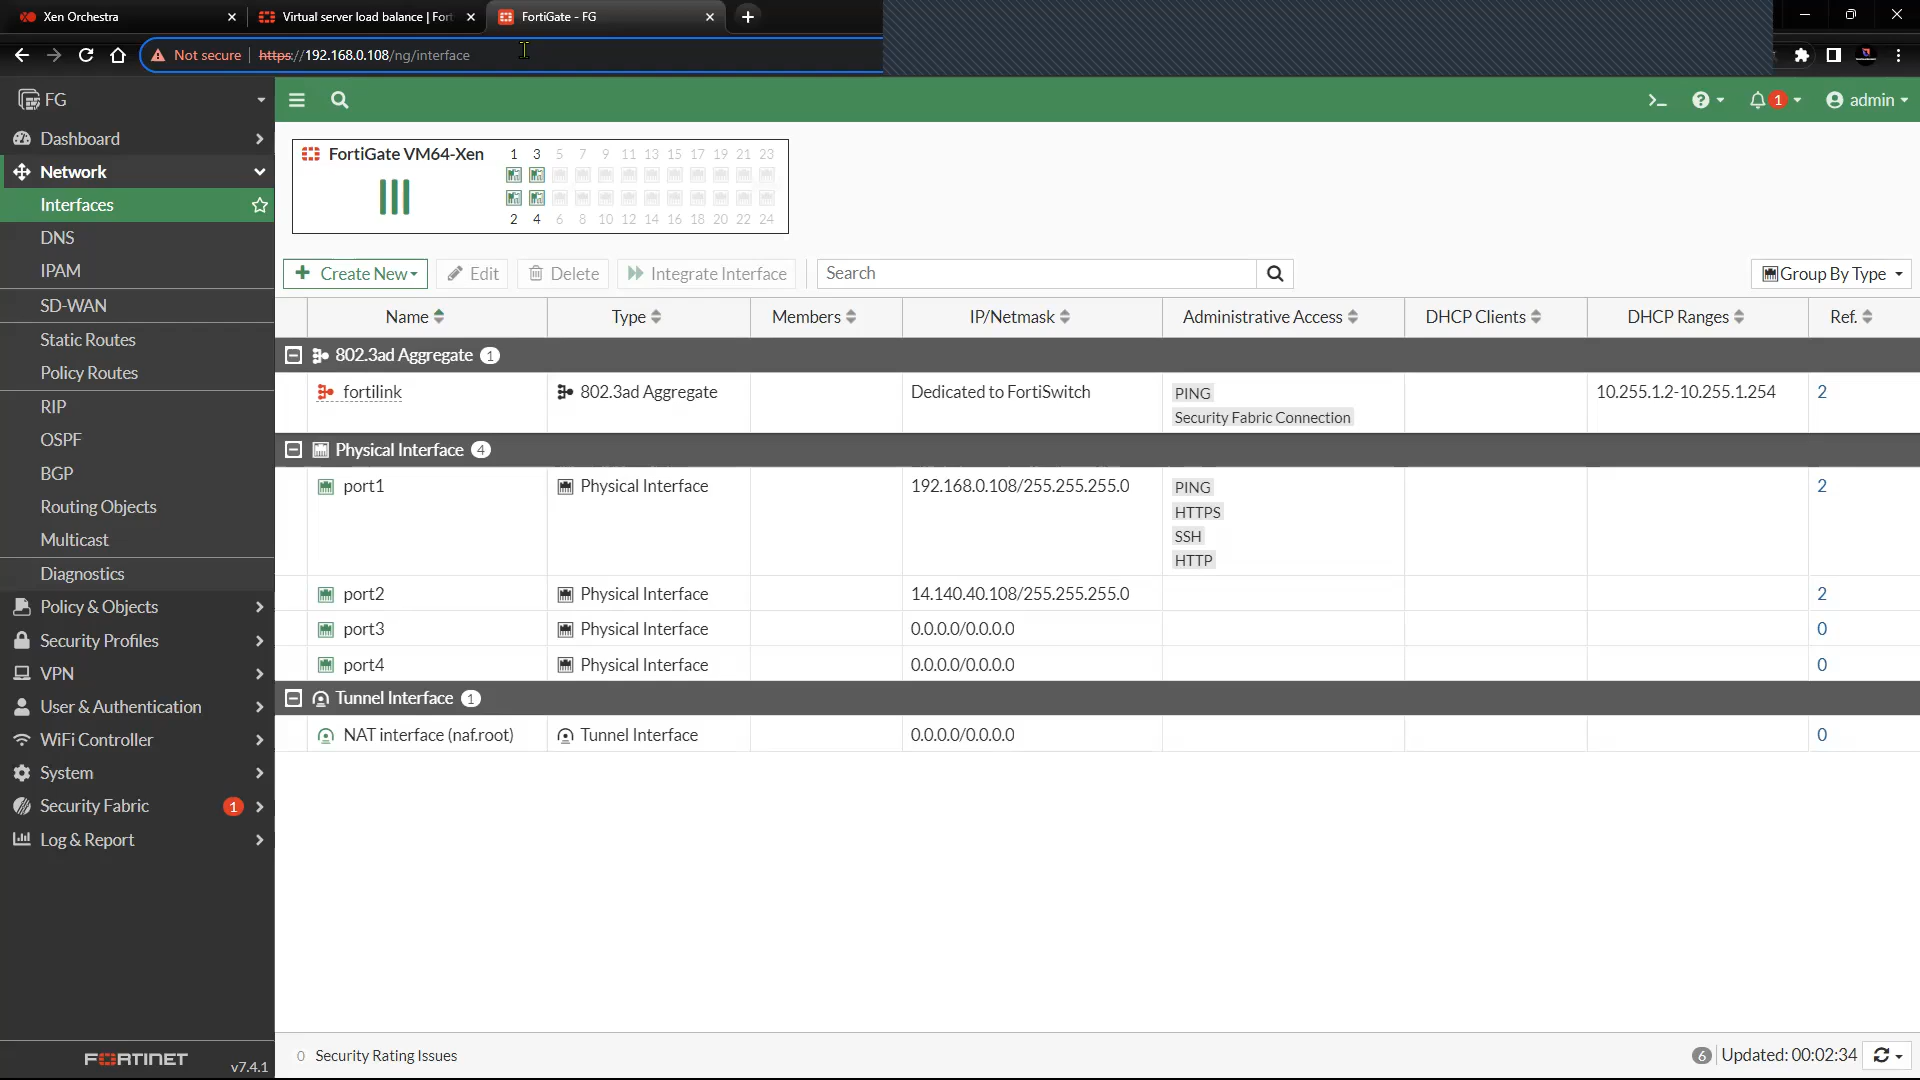 Xen Orchestra
Virtual server load balance | Fort
FortiGate - FG
Not secure
https://192.168.0.108/ng/interface
FG
admin
1
Dashboard
Network
Interfaces
DNS
IPAM
SD-WAN
Static Routes
Policy Routes
RIP
OSPF
BGP
Routing Objects
Multicast
Diagnostics
Policy & Objects
Security Profiles
VPN
User & Authentication
WiFi Controller
System
Security Fabric 1
Log & Report
FORTINET v7.4.1
FortiGate VM64-Xen
1 3 5 7 9 11 13 15 17 19 21 23
2 4 6 8 10 12 14 16 18 20 22 24
Create New Edit Delete Integrate Interface Search Group By Type
Name Type Members IP/Netmask Administrative Access DHCP Clients DHCP Ranges Ref.
802.3ad Aggregate 1
fortilink 802.3ad Aggregate Dedicated to FortiSwitch PING 10.255.1.2-10.255.1.254 2
Security Fabric Connection
Physical Interface 4
port1 Physical Interface 192.168.0.108/255.255.255.0 PING 2
HTTPS
SSH
HTTP
port2 Physical Interface 14.140.40.108/255.255.255.0 2
port3 Physical Interface 0.0.0.0/0.0.0.0 0
port4 Physical Interface 0.0.0.0/0.0.0.0 0
Tunnel Interface 1
NAT interface (naf.root) Tunnel Interface 0.0.0.0/0.0.0.0 0
0 Security Rating Issues
6 Updated: 00:02:34